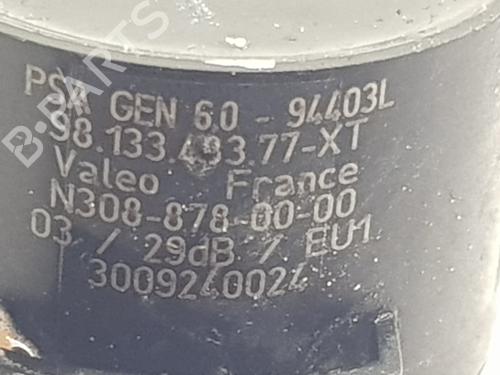 PSA GEN 6.0 - 94403L
98.133.483.77-XT
Valeo France
N308-878-00-00
03 / 29dB / EU1
3009240024
B-PARTS